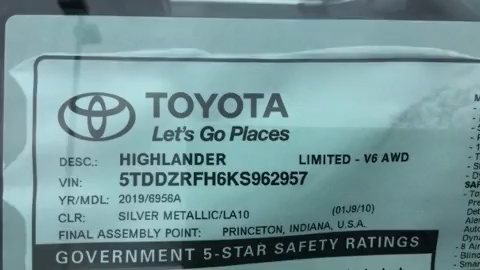 TOYOTA
Let's Go Places
DESC.: HIGHLANDER LIMITED - V6 AWD
VIN: 5TDDZRFH6KS962957
YR/MDL: 2019/6956A
CLR: SILVER METALLIC/LA10 (01J9/10)
FINAL ASSEMBLY POINT: PRINCETON, INDIANA, U.S.A.
GOVERNMENT 5-STAR SAFETY RATINGS